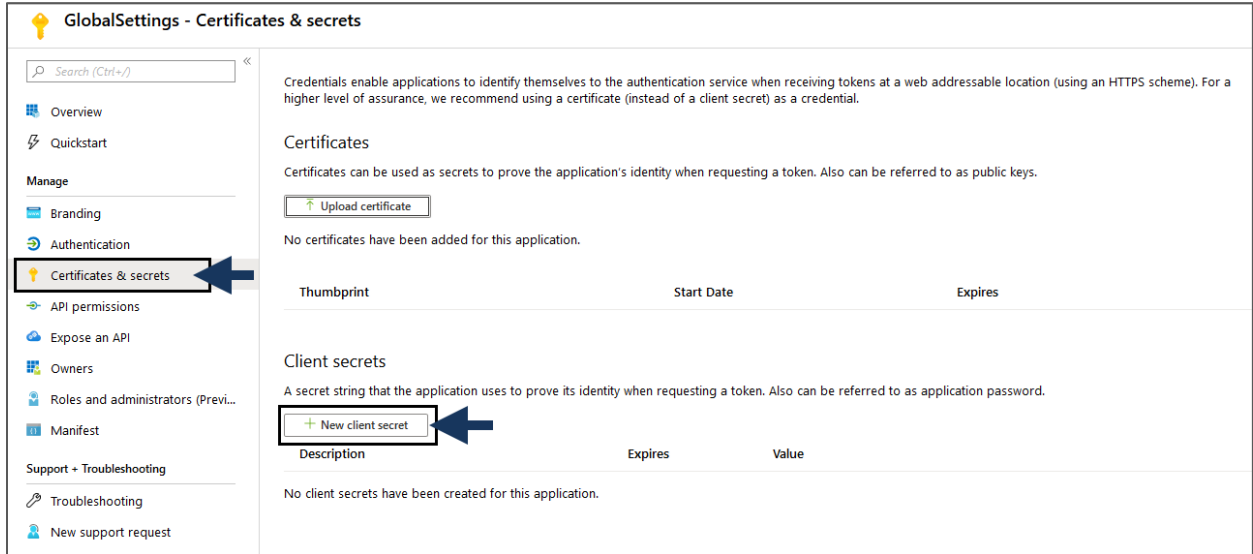 GlobalSettings - Certificates & secrets
Search (Ctrl+/)
«
Overview
Quickstart
Manage
Branding
Authentication
Certificates & secrets
API permissions
Expose an API
Owners
Roles and administrators (Previ...
Manifest
Support + Troubleshooting
Troubleshooting
New support request
Credentials enable applications to identify themselves to the authentication service when receiving tokens at a web addressable location (using an HTTPS scheme). For a
higher level of assurance, we recommend using a certificate (instead of a client secret) as a credential.
Certificates
Certificates can be used as secrets to prove the application's identity when requesting a token. Also can be referred to as public keys.
Upload certificate
No certificates have been added for this application.
Thumbprint Start Date Expires
Client secrets
A secret string that the application uses to prove its identity when requesting a token. Also can be referred to as application password.
New client secret
Description Expires Value
No client secrets have been created for this application.